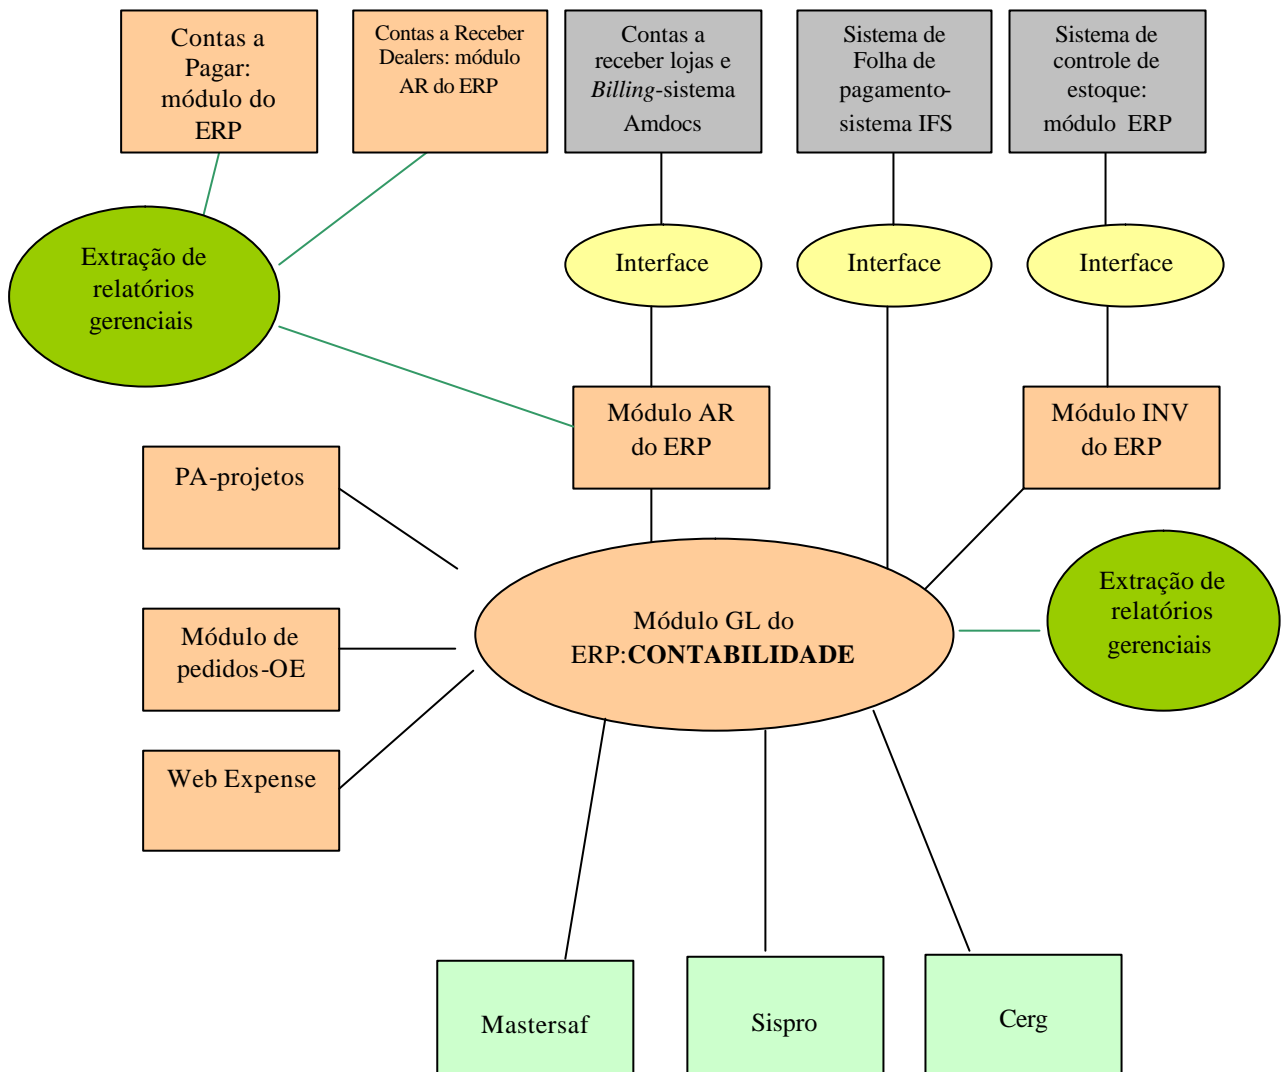 Contas a
Pagar:
módulo do
ERP
Contas a Receber
Dealers: módulo
AR do ERP
Contas a
receber lojas e
Billing-sistema
Amdocs
Sistema de
Folha de
pagamento-
sistema IFS
Sistema de
controle de
estoque:
módulo ERP
Extração de
relatórios
gerenciais
Interface
Interface
Interface
Módulo AR
do ERP
Módulo INV
do ERP
PA-projetos
Módulo de
pedidos-OE
Web Expense
Módulo GL do
ERP:CONTABILIDADE
Extração de
relatórios
gerenciais
Mastersaf
Sispro
Cerg